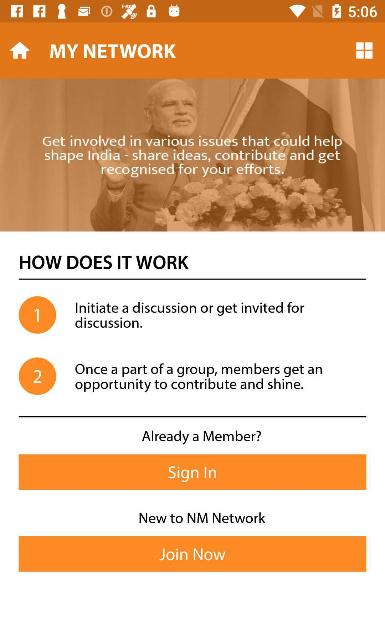 5:06
MY NETWORK
Get involved in various issues that could help
shape India - share ideas, contribute and get
recognised for your efforts.
HOW DOES IT WORK
1
Initiate a discussion or get invited for
discussion.
2
Once a part of a group, members get an
opportunity to contribute and shine.
Already a Member?
Sign In
New to NM Network
Join Now